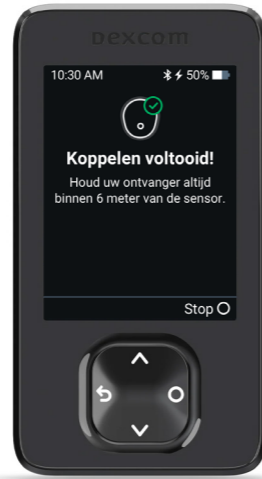 Dexcom
10:30 AM 50%
Koppelen voltooid!
Houd uw ontvanger altijd
binnen 6 meter van de sensor.
Stop